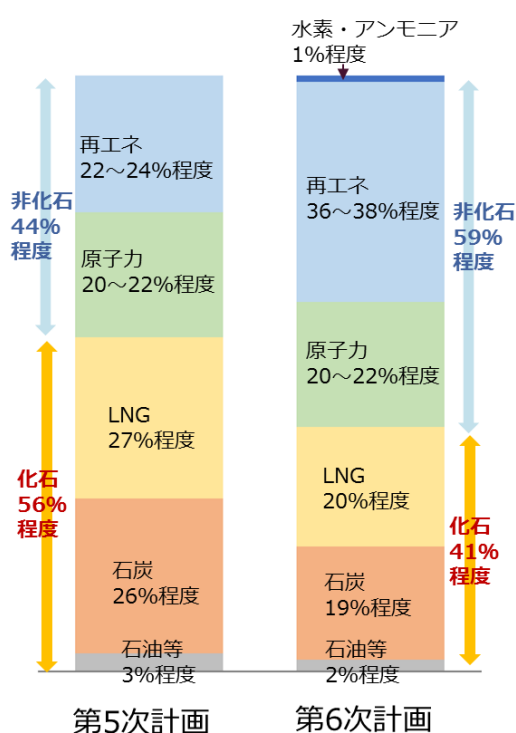 水素・アンモニア
1%程度
再エネ
22～24%程度
原子力
20～22%程度
LNG
27%程度
石炭
26%程度
石油等
3%程度
非化石
44%
程度
化石
56%
程度
第5次計画
再エネ
36～38%程度
原子力
20～22%程度
LNG
20%程度
石炭
19%程度
石油等
2%程度
非化石
59%
程度
化石
41%
程度
第6次計画